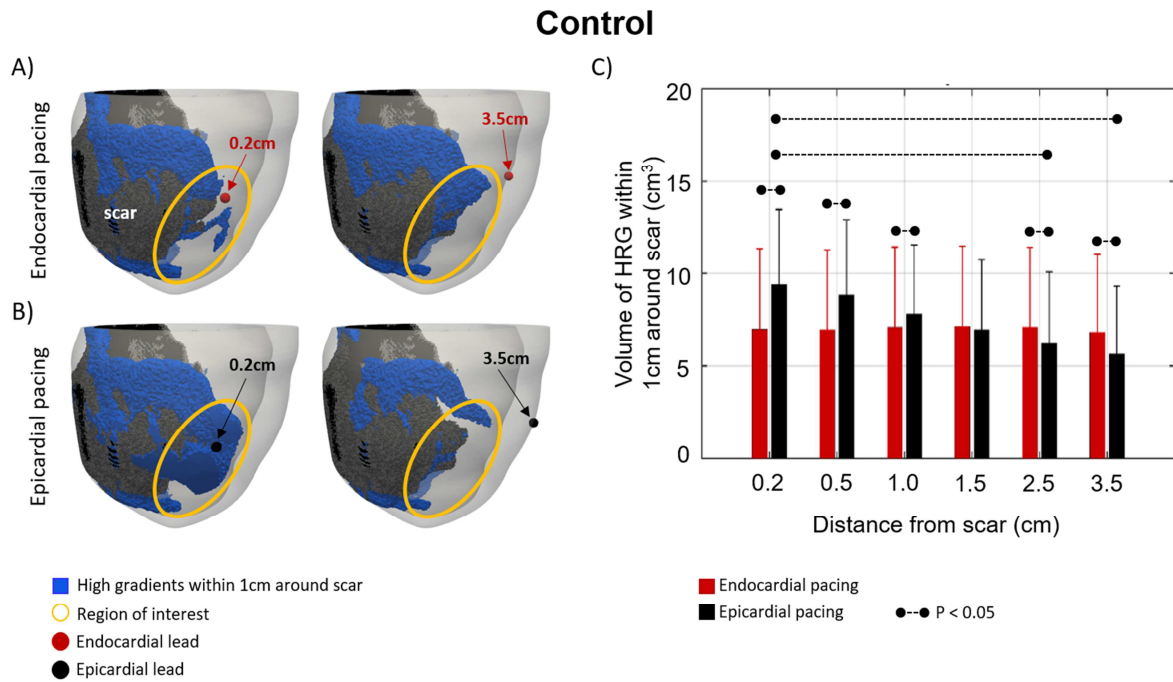 Control
A)
Endocardial pacing
0.2cm
3.5cm
scar
B)
Epicardial pacing
0.2cm
3.5cm
High gradients within 1cm around scar
Region of interest
Endocardial lead
Epicardial lead
C)
Volume of HRG within
1cm around scar (cm³)
20
15
10
5
0
0.2 0.5 1.0 1.5 2.5 3.5
Distance from scar (cm)
Endocardial pacing
Epicardial pacing
P < 0.05